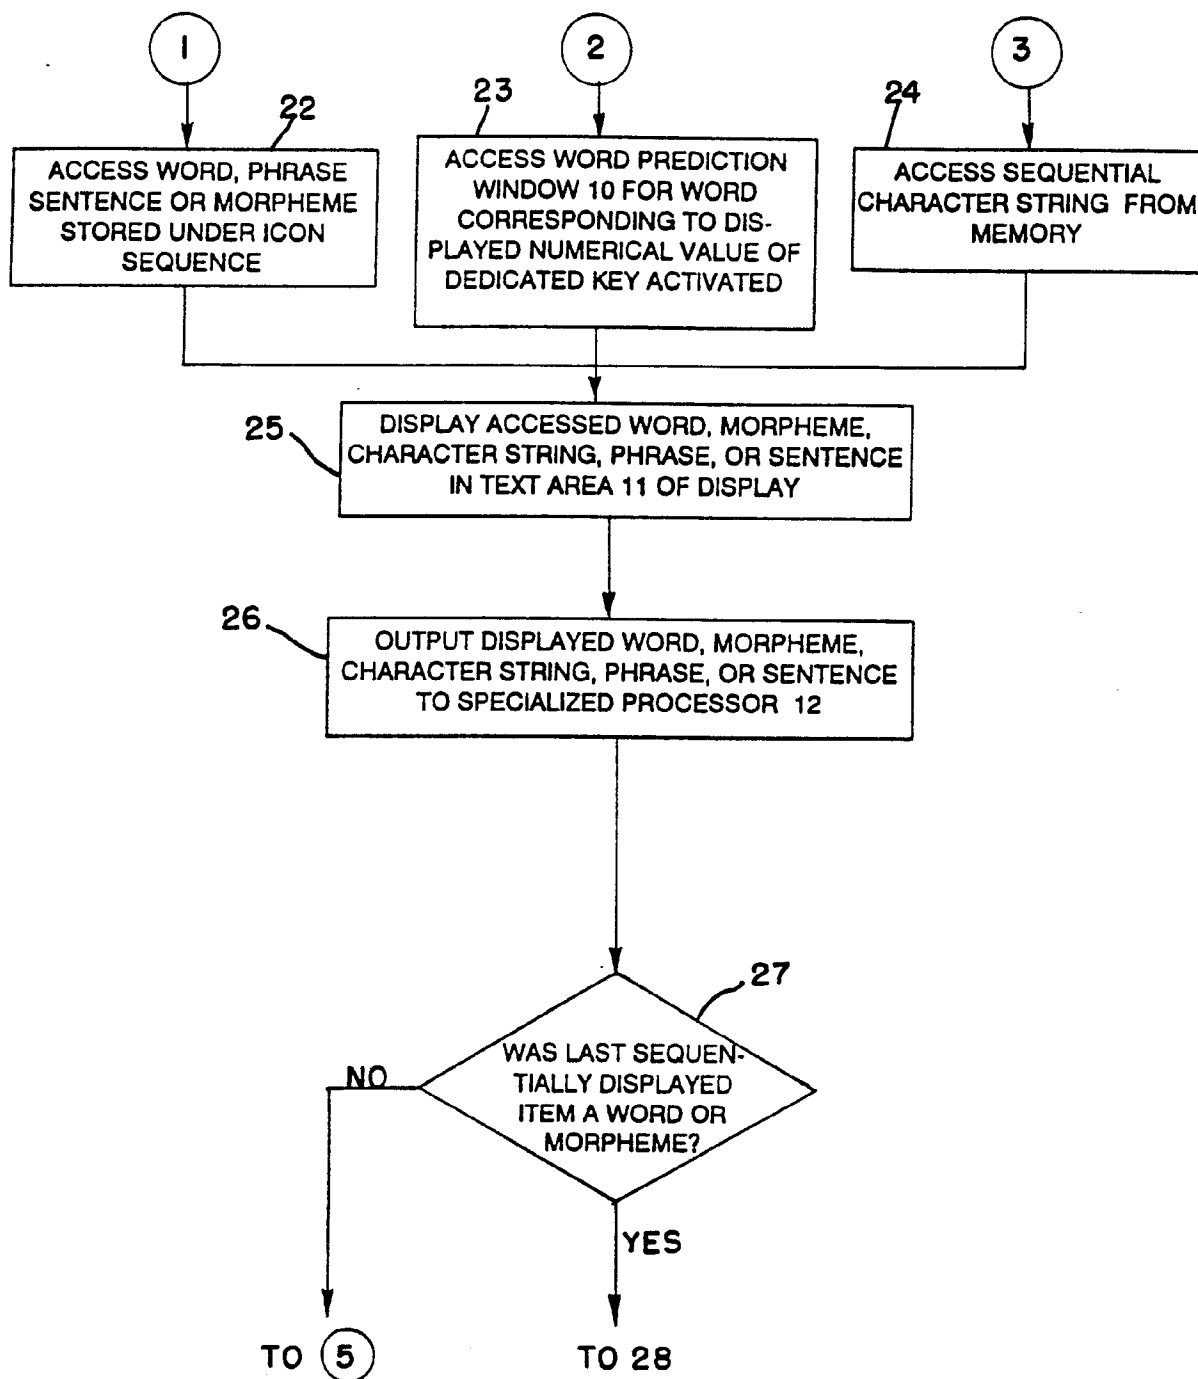 1
2
3
22
23
24
ACCESS WORD, PHRASE
SENTENCE OR MORPHEME
STORED UNDER ICON
SEQUENCE
ACCESS WORD PREDICTION
WINDOW 10 FOR WORD
CORRESPONDING TO DIS-
PLAYED NUMERICAL VALUE OF
DEDICATED KEY ACTIVATED
ACCESS SEQUENTIAL
CHARACTER STRING FROM
MEMORY
25
DISPLAY ACCESSED WORD, MORPHEME,
CHARACTER STRING, PHRASE, OR SENTENCE
IN TEXT AREA 11 OF DISPLAY
26
OUTPUT DISPLAYED WORD, MORPHEME,
CHARACTER STRING, PHRASE, OR SENTENCE
TO SPECIALIZED PROCESSOR 12
27
WAS LAST SEQUEN-
TIALLY DISPLAYED
ITEM A WORD OR
MORPHEME?
NO
YES
TO 5
TO 28